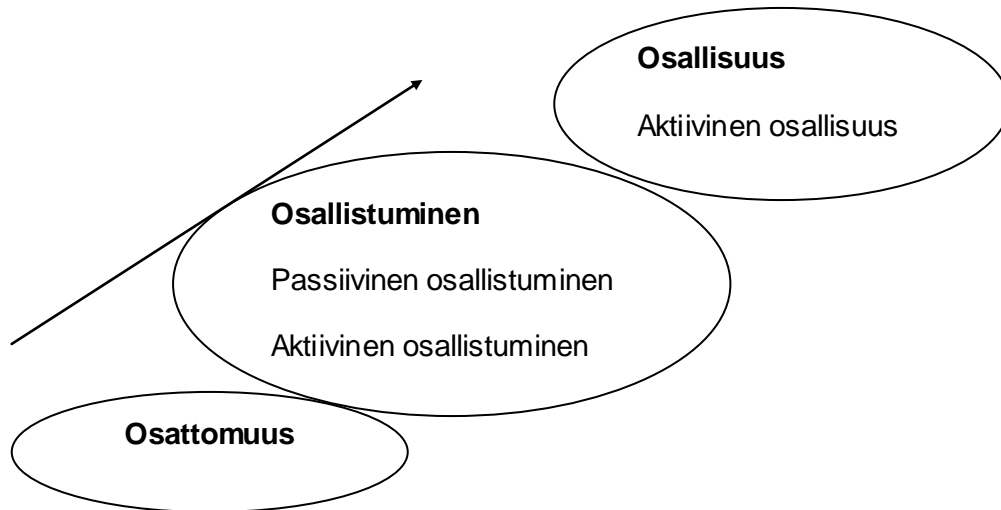 Osallisuus
Aktiivinen osallisuus
Osallistuminen
Passiivinen osallistuminen
Aktiivinen osallistuminen
Osattomuus